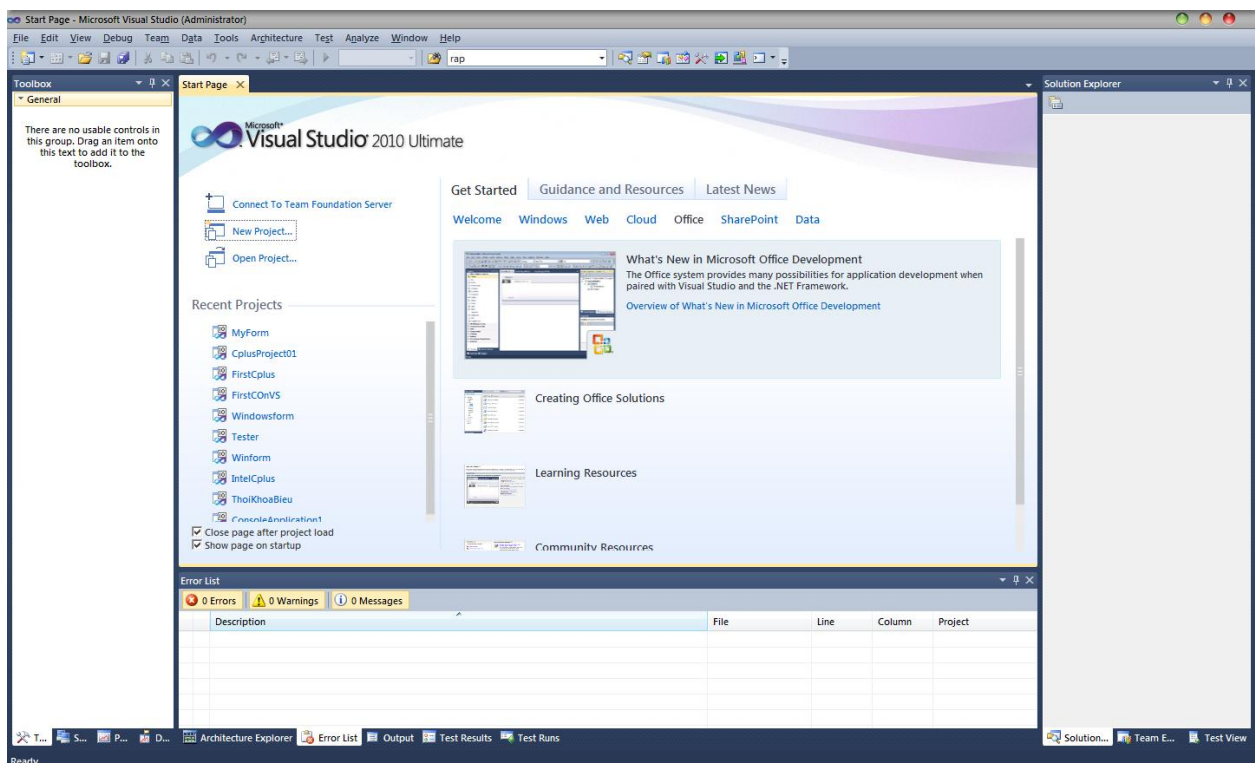 Start Page - Microsoft Visual Studio (Administrator)
File Edit View Debug Team Data Tools Architecture Test Analyze Window Help
rap
Toolbox
General
There are no usable controls in
this group. Drag an item onto
this text to add it to the
toolbox.
Start Page
Microsoft
Visual Studio 2010 Ultimate
Connect To Team Foundation Server
New Project...
Open Project...
Recent Projects
MyForm
CplusProject01
FirstCplus
FirstCOnVS
Windowsform
Tester
Winform
IntelCplus
ThoiKhoaBieu
ConsoleApplication1
Close page after project load
Show page on startup
Get Started Guidance and Resources Latest News
Welcome Windows Web Cloud Office SharePoint Data
What's New in Microsoft Office Development
The Office system provides many possibilities for application development when
paired with Visual Studio and the .NET Framework.
Overview of What's New in Microsoft Office Development
Creating Office Solutions
Learning Resources
Community Resources
Solution Explorer
Error List
0 Errors 0 Warnings 0 Messages
Description File Line Column Project
T... S... P... D... Architecture Explorer Error List Output Test Results Test Runs
Solution... Team E... Test View
Ready